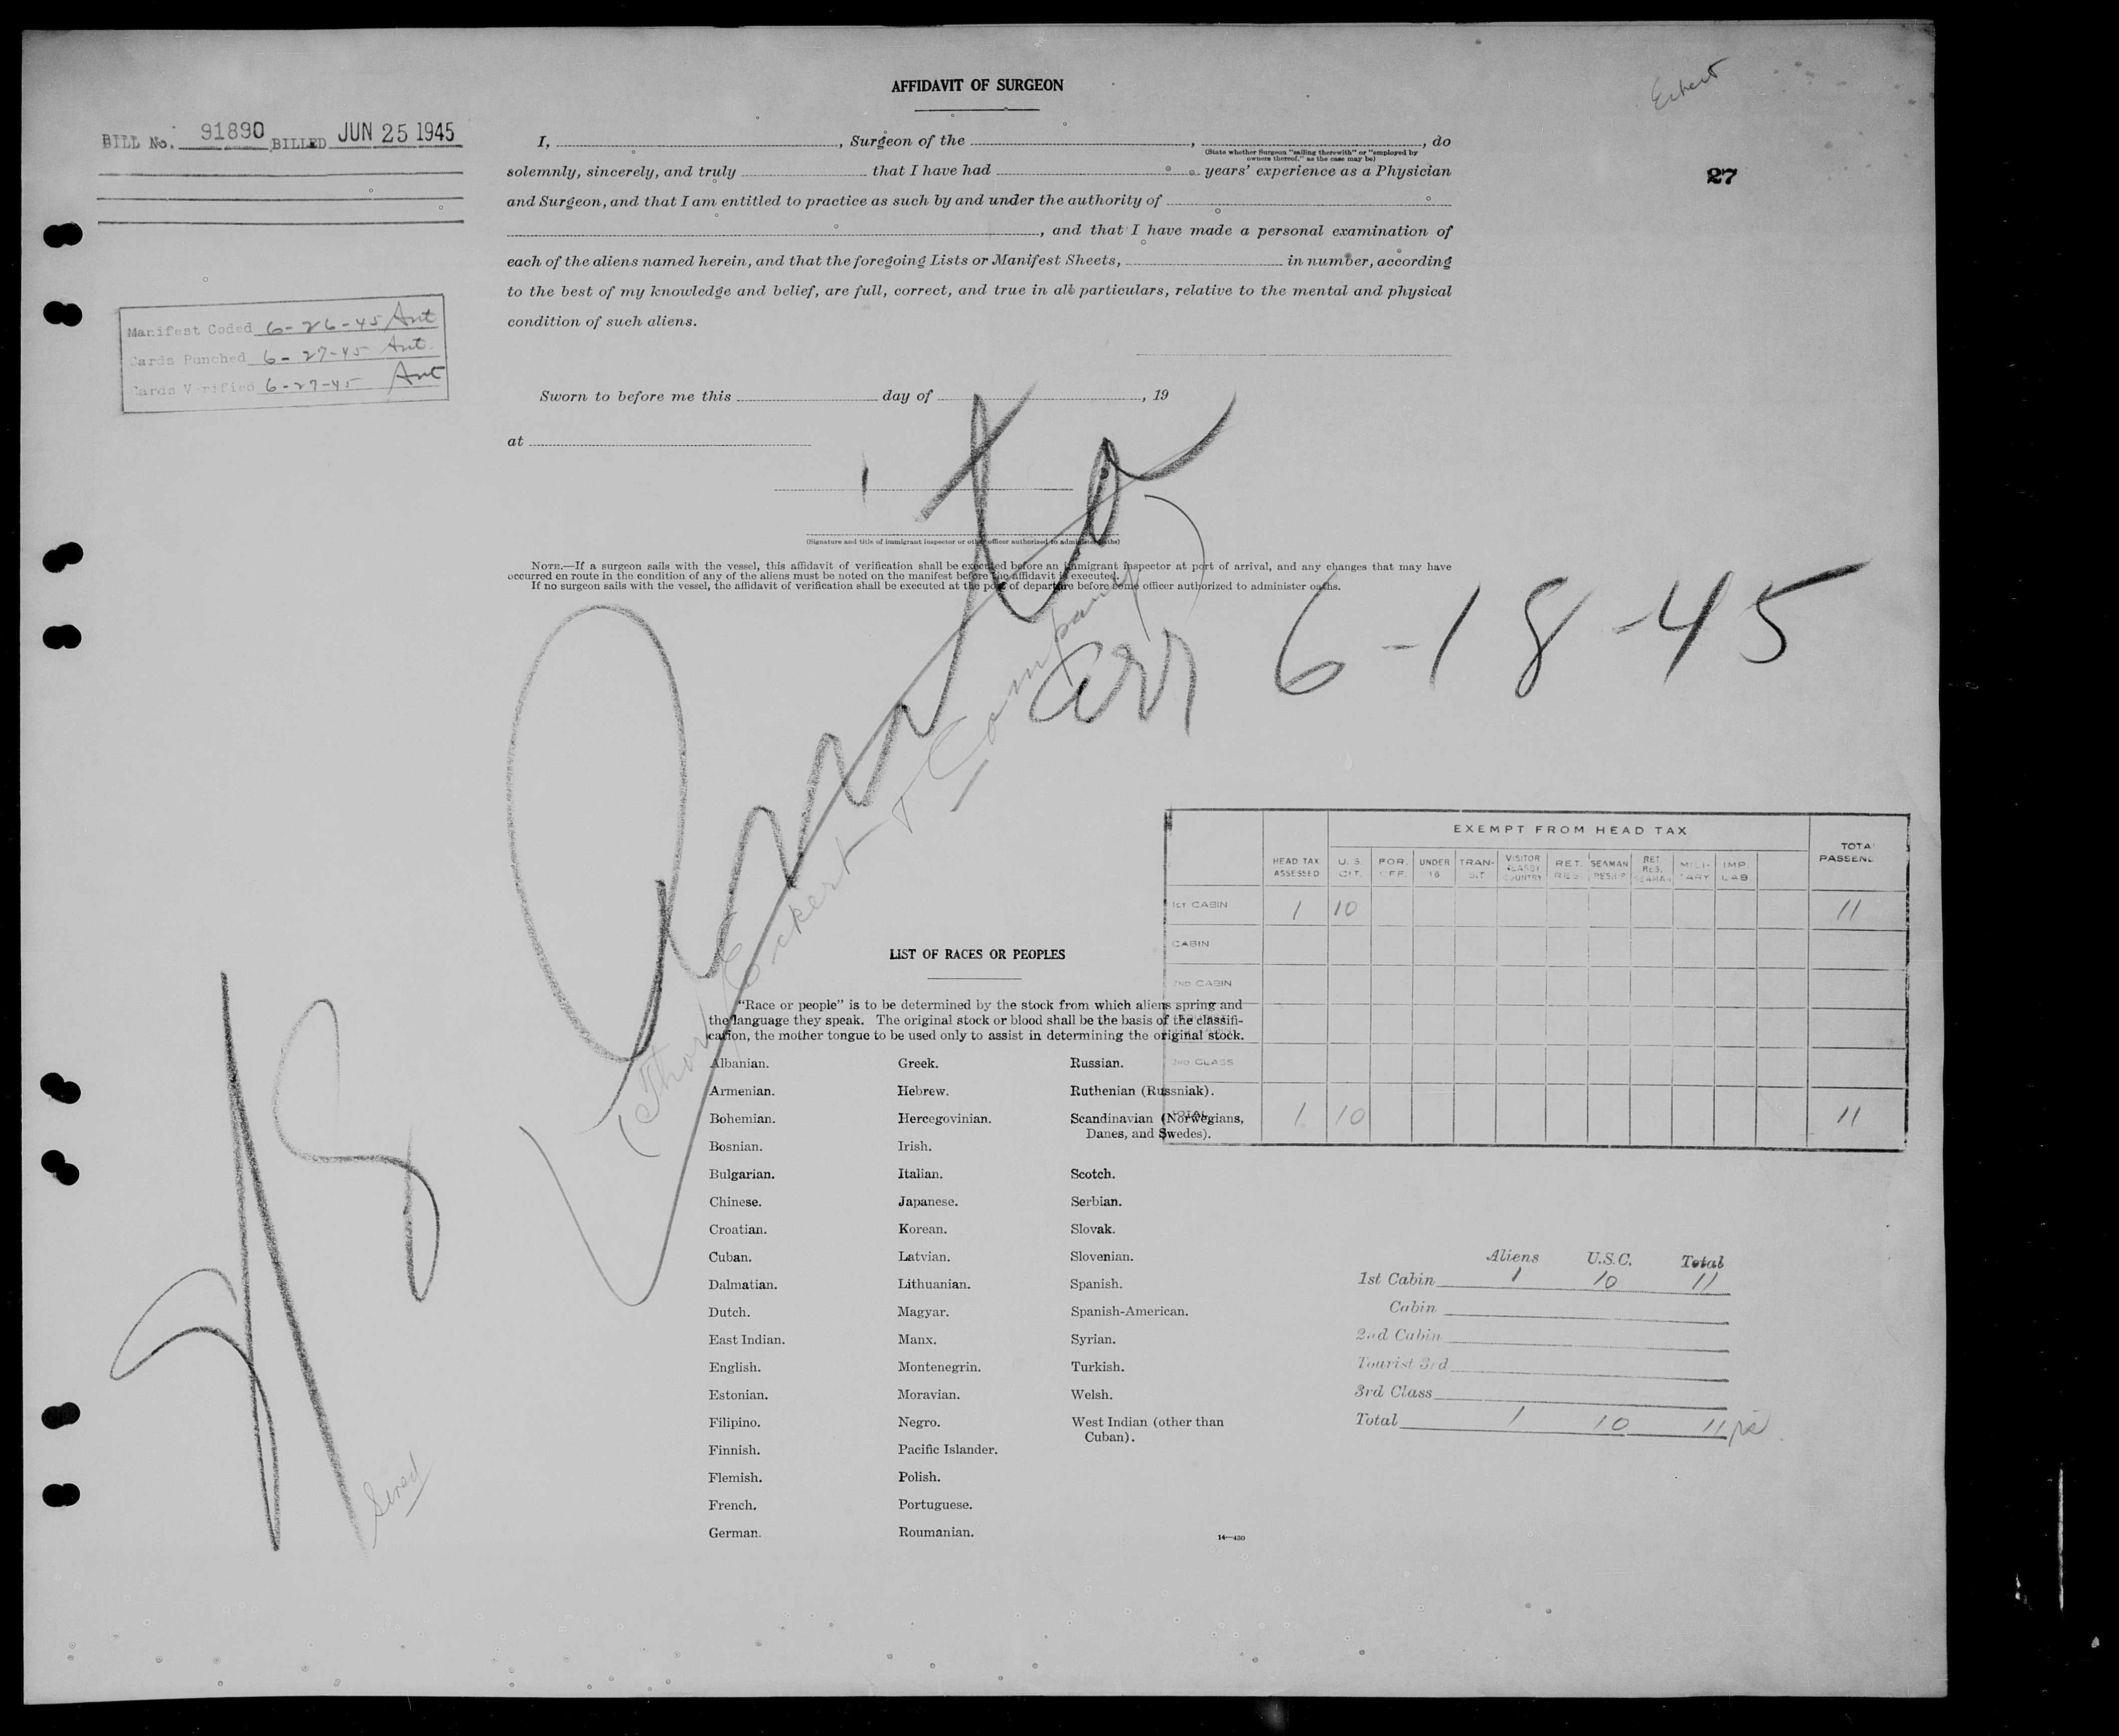 Eckert
AFFIDAVIT OF SURGEON
BILL No. 91890 BILLED JUN 25 1945
27
I, , Surgeon of the , , do
(State whether Surgeon "sailing therewith" or "employed by
owners thereof," as the case may be)
solemnly, sincerely, and truly that I have had years' experience as a Physician
and Surgeon, and that I am entitled to practice as such by and under the authority of
, and that I have made a personal examination of
each of the aliens named herein, and that the foregoing Lists or Manifest Sheets, in number, according
to the best of my knowledge and belief, are full, correct, and true in all particulars, relative to the mental and physical
condition of such aliens.
Manifest Coded 6-26-45 Ant
Cards Punched 6-27-45 Ant
Cards Verified 6-27-45 Ant
Sworn to before me this day of , 19
at
(Signature and title of immigrant inspector or other officer authorized to administer oaths)
NOTE.—If a surgeon sails with the vessel, this affidavit of verification shall be executed before an immigrant inspector at port of arrival, and any changes that may have
occurred en route in the condition of any of the aliens must be noted on the manifest before the affidavit is executed.
If no surgeon sails with the vessel, the affidavit of verification shall be executed at the port of departure before some officer authorized to administer oaths.
arr 6-18-45
(Thor Eckert & Company)
EXEMPT FROM HEAD TAX
HEAD TAX ASSESSED U. S. CIT. FOR. OFF. UNDER 16 TRANSIT VISITOR NEARBY COUNTRY RET. RES. SEAMAN RESHIP RET. RES. SEAMAN MILITARY IMP. LAB TOTAL PASSENG
1ST CABIN 1 10 11
CABIN
2ND CABIN
3RD CLASS
TOTAL 1 10 11
LIST OF RACES OR PEOPLES
"Race or people" is to be determined by the stock from which aliens spring and
the language they speak. The original stock or blood shall be the basis of the classifi-
cation, the mother tongue to be used only to assist in determining the original stock.
Albanian. Greek. Russian.
Armenian. Hebrew. Ruthenian (Russniak).
Bohemian. Hercegovinian. Scandinavian (Norwegians,
Danes, and Swedes).
Bosnian. Irish.
Bulgarian. Italian. Scotch.
Chinese. Japanese. Serbian.
Croatian. Korean. Slovak.
Cuban. Latvian. Slovenian.
Dalmatian. Lithuanian. Spanish.
Dutch. Magyar. Spanish-American.
East Indian. Manx. Syrian.
English. Montenegrin. Turkish.
Estonian. Moravian. Welsh.
Filipino. Negro. West Indian (other than
Cuban).
Finnish. Pacific Islander.
Flemish. Polish.
French. Portuguese.
German. Roumanian.
14—430
Aliens U.S.C. Total
1st Cabin 1 10 11
Cabin
2nd Cabin
Tourist 3rd
3rd Class
Total 1 10 11